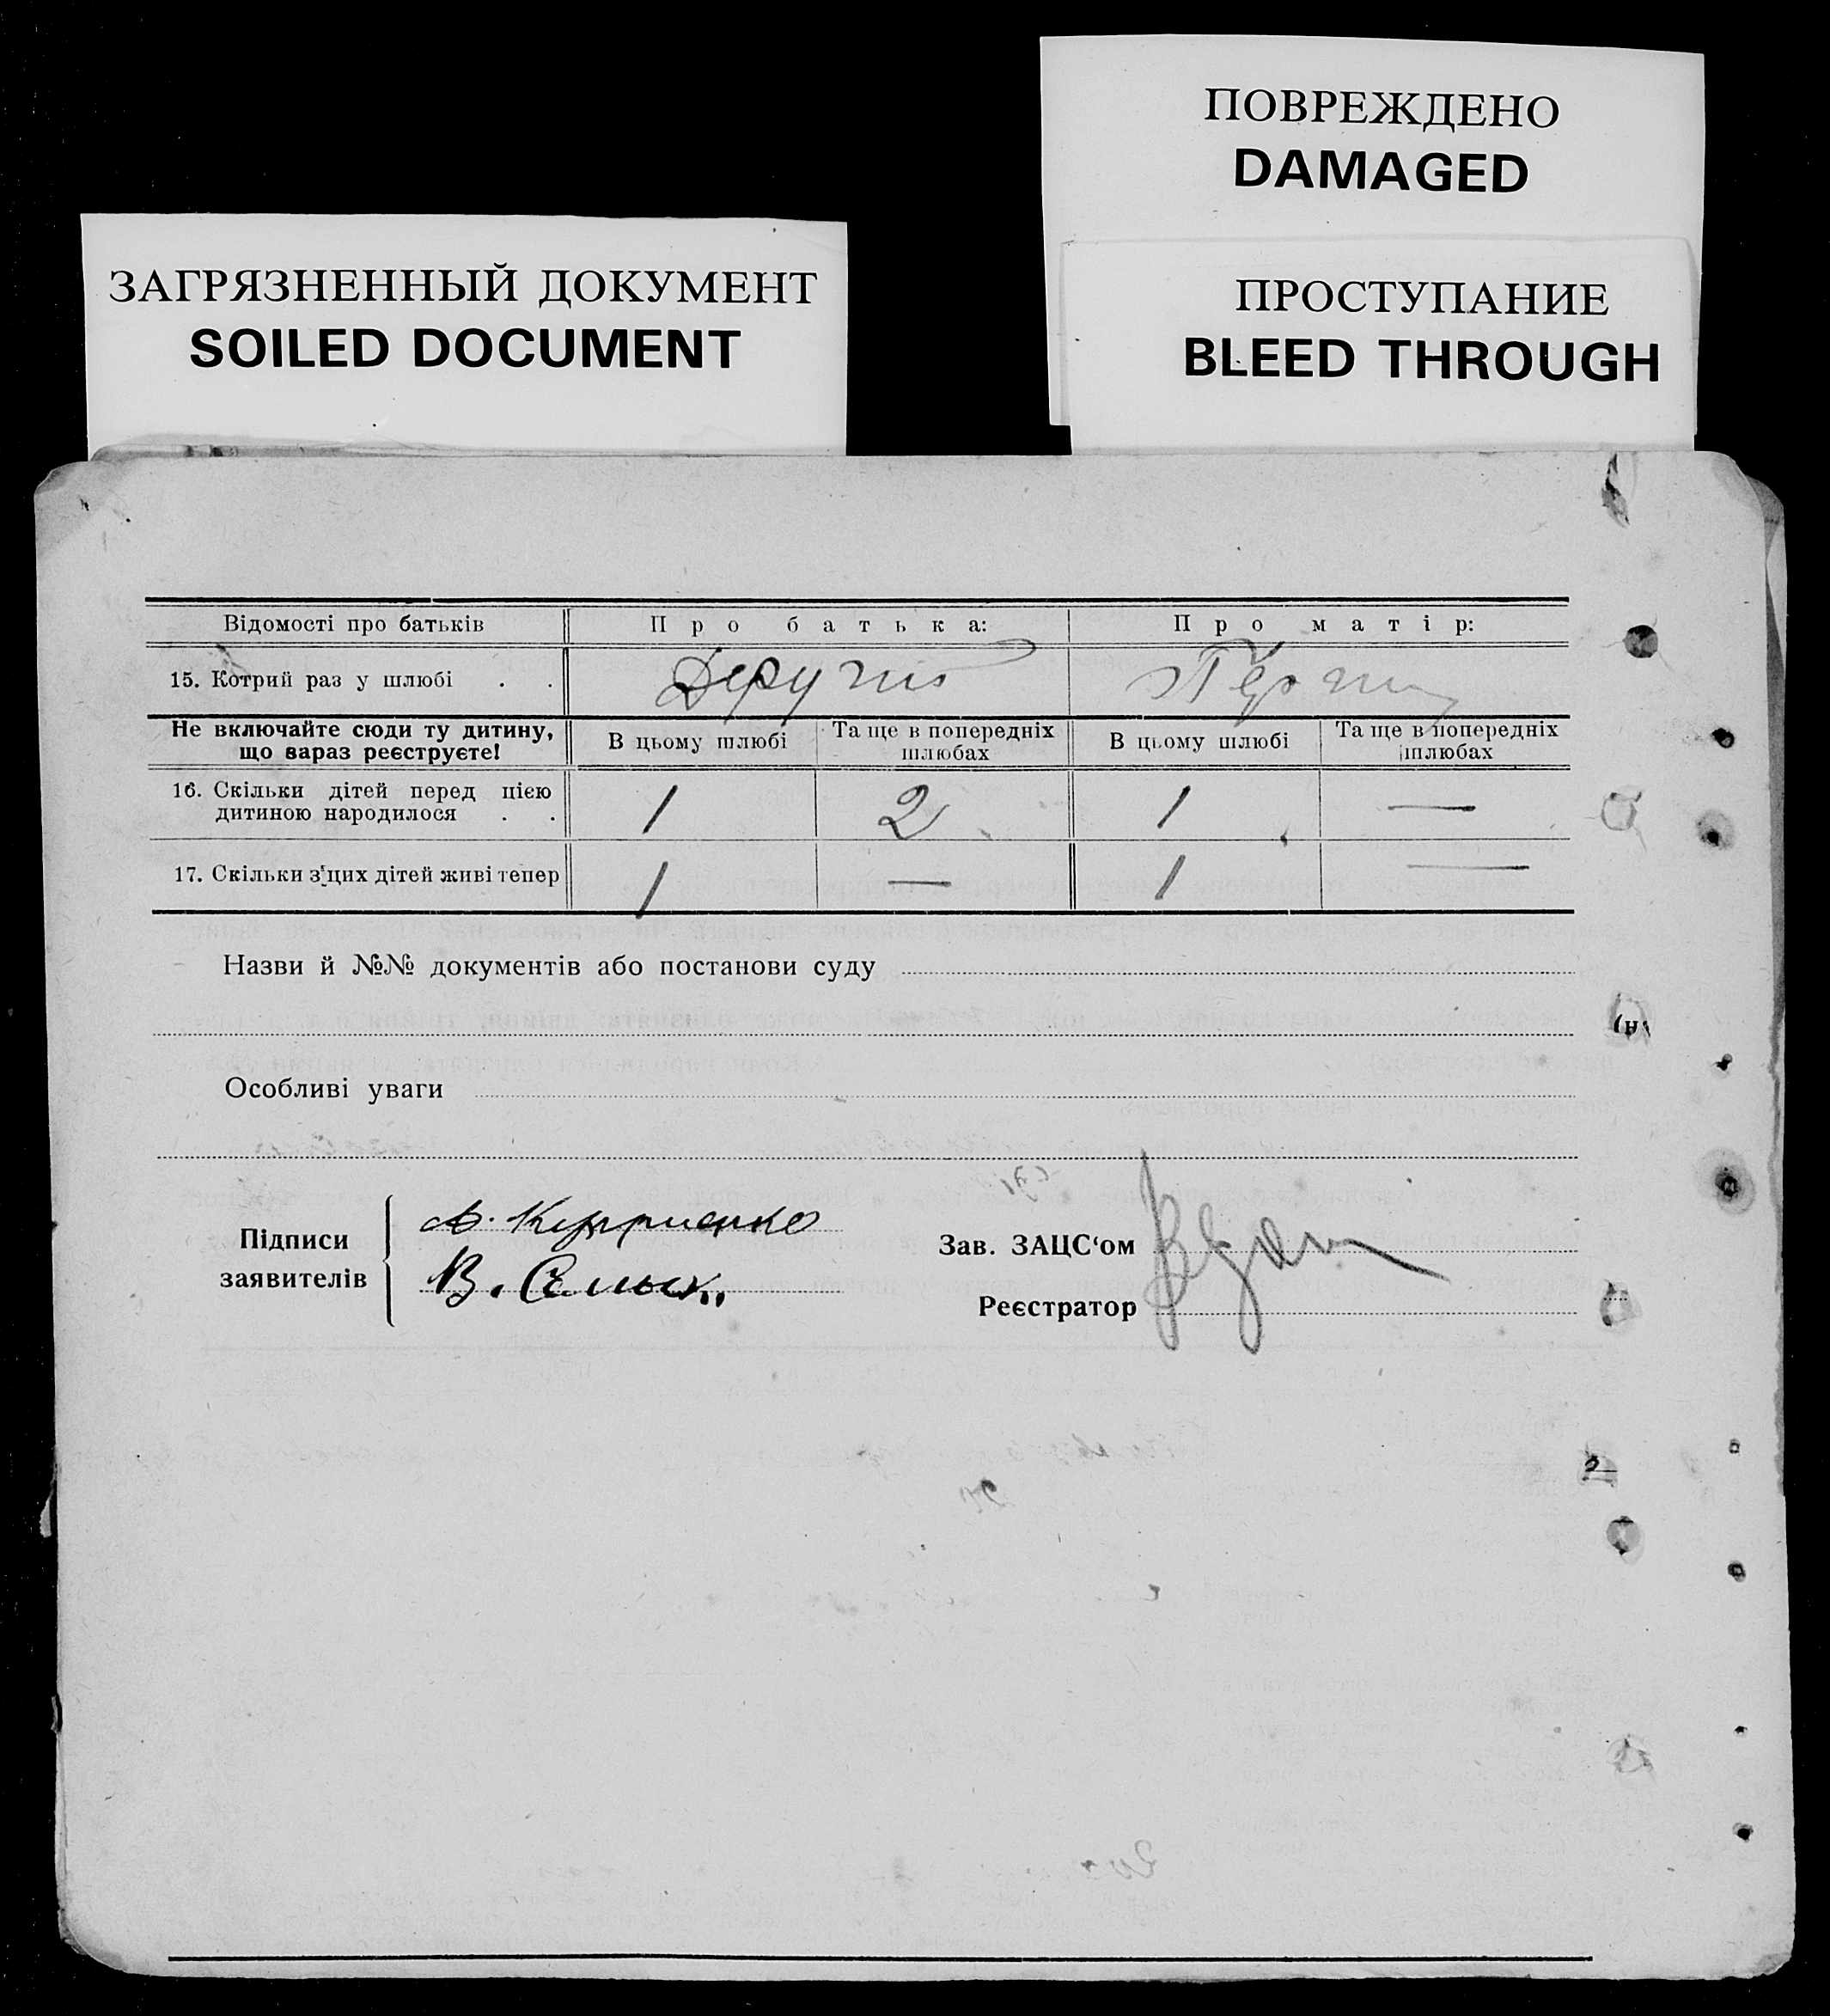 ПОВРЕЖДЕНО
DAMAGED
ЗАГРЯЗНЕННЫЙ ДОКУМЕНТ
SOILED DOCUMENT
ПРОСТУПАНИЕ
BLEED THROUGH
Відомості про батьків Про батька: Про матір:
15. Котрий раз у шлюбі . .
Не включайте сюди ту дитину, що зараз реєструєте! В цьому шлюбі Та ще в попередніх шлюбах В цьому шлюбі Та ще в попередніх шлюбах
16. Скільки дітей перед цією дитиною народилося . . 1 2 1 —
17. Скільки з цих дітей живі тепер 1 — 1 —
Назви й №№ документів або постанови суду
Особливі уваги
Підписи заявителів
В.
Зав. ЗАЦС‘ом
Реєстратор